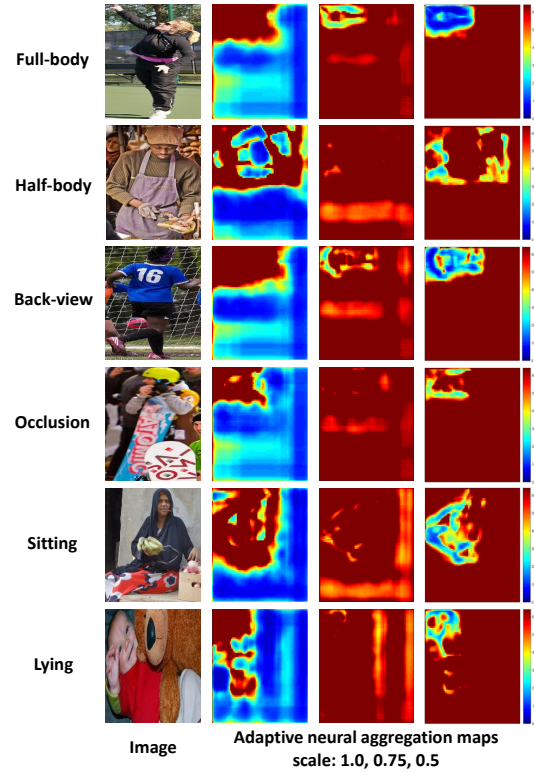 Full-body
Half-body
16
Back-view
ATOMIC
Occlusion
Sitting
Lying
Image
Adaptive neural aggregation maps
scale: 1.0, 0.75, 0.5